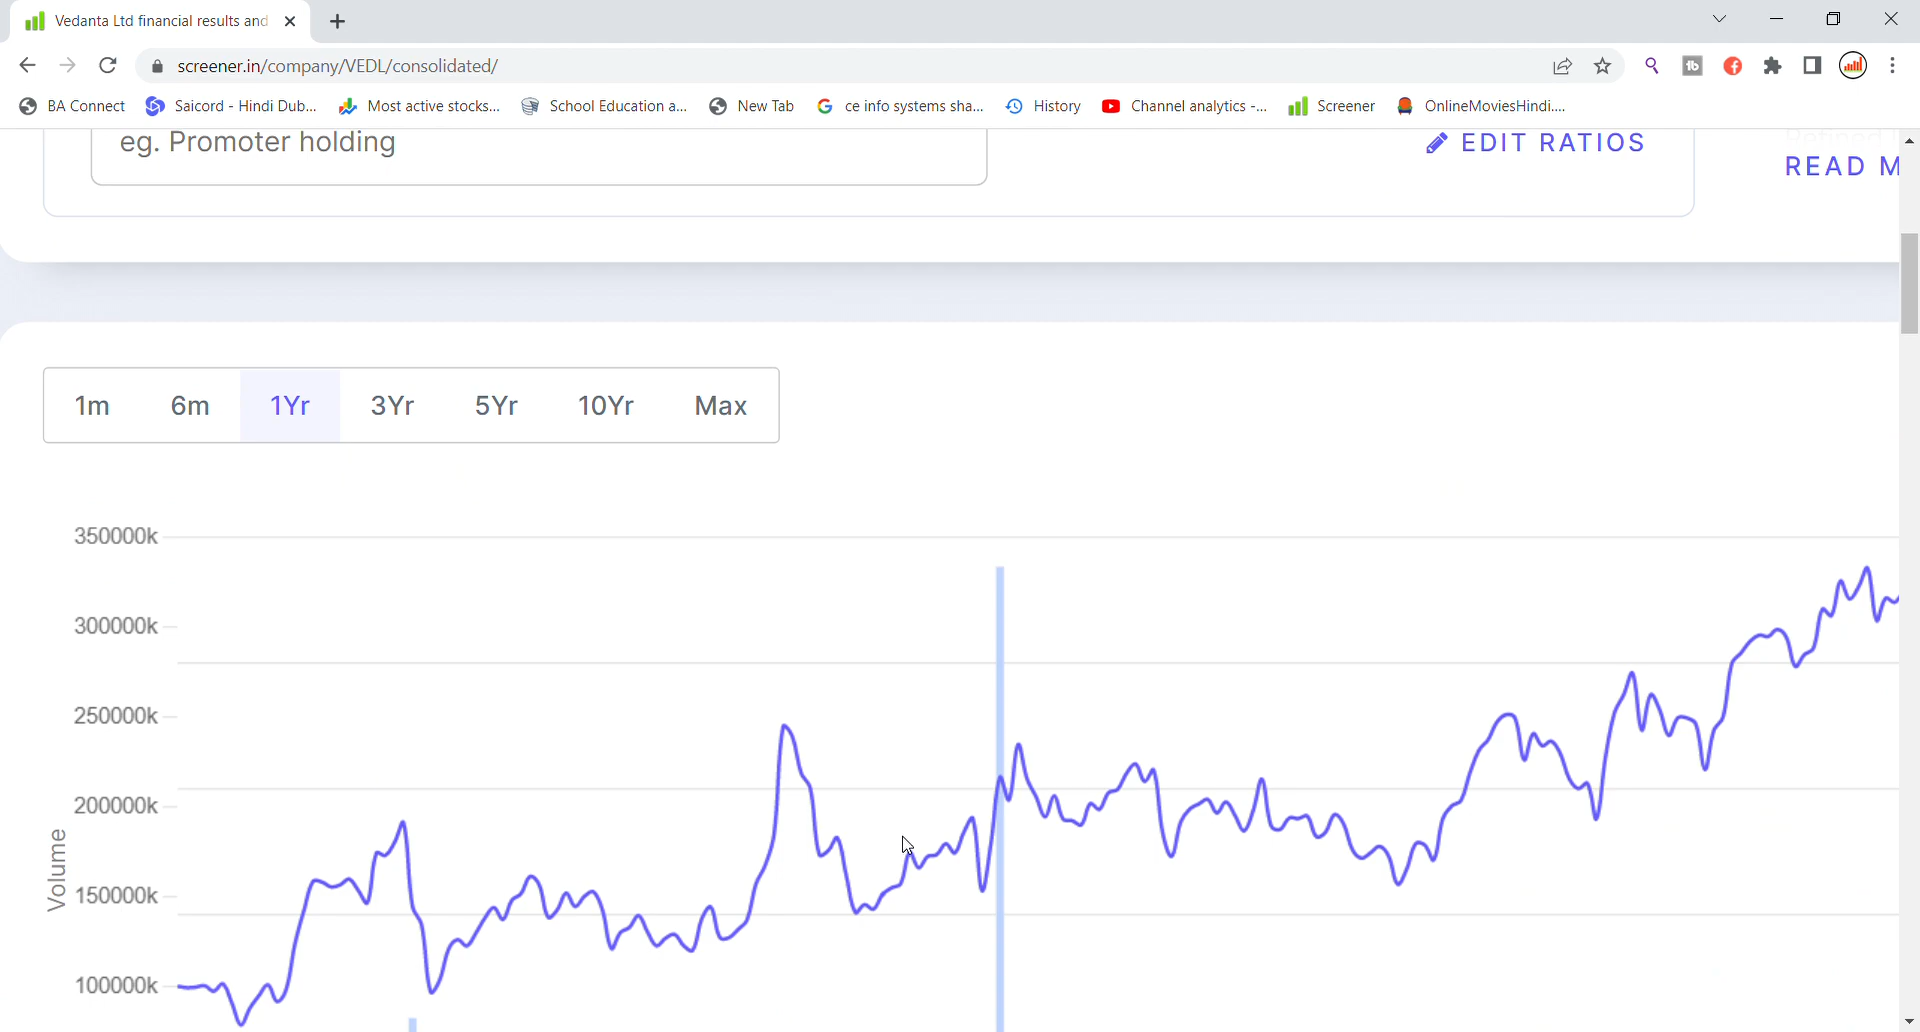 Vedanta Ltd financial results and
screener.in/company/VEDL/consolidated/
BA Connect
Saicord - Hindi Dub...
Most active stocks...
School Education a...
New Tab
ce info systems sha...
History
Channel analytics -...
Screener
OnlineMoviesHindi....
eg. Promoter holding
EDIT RATIOS
READ M
1m 6m 1Yr 3Yr 5Yr 10Yr Max
350000k
300000k
250000k
200000k
Volume
150000k
100000k